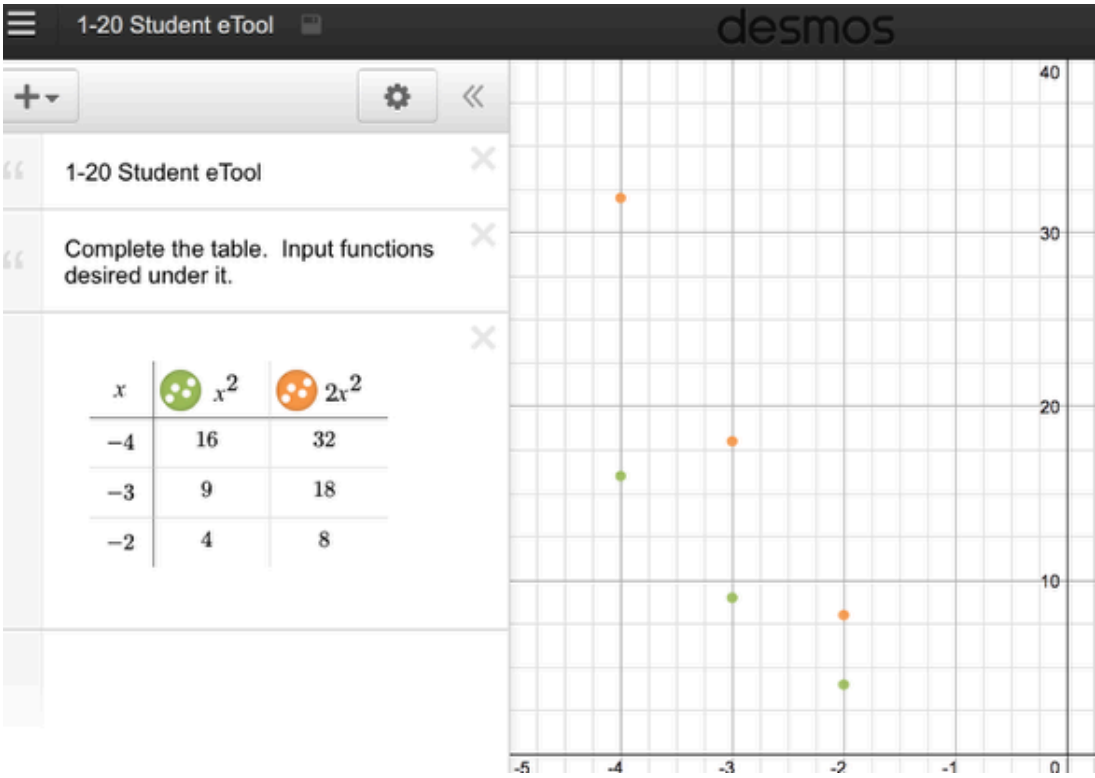 1-20 Student eTool
desmos
1-20 Student eTool
Complete the table.  Input functions
desired under it.
x x² 2x²
−4 16 32
−3 9 18
−2 4 8
40
30
20
10
-5 -4 -3 -2 -1 0